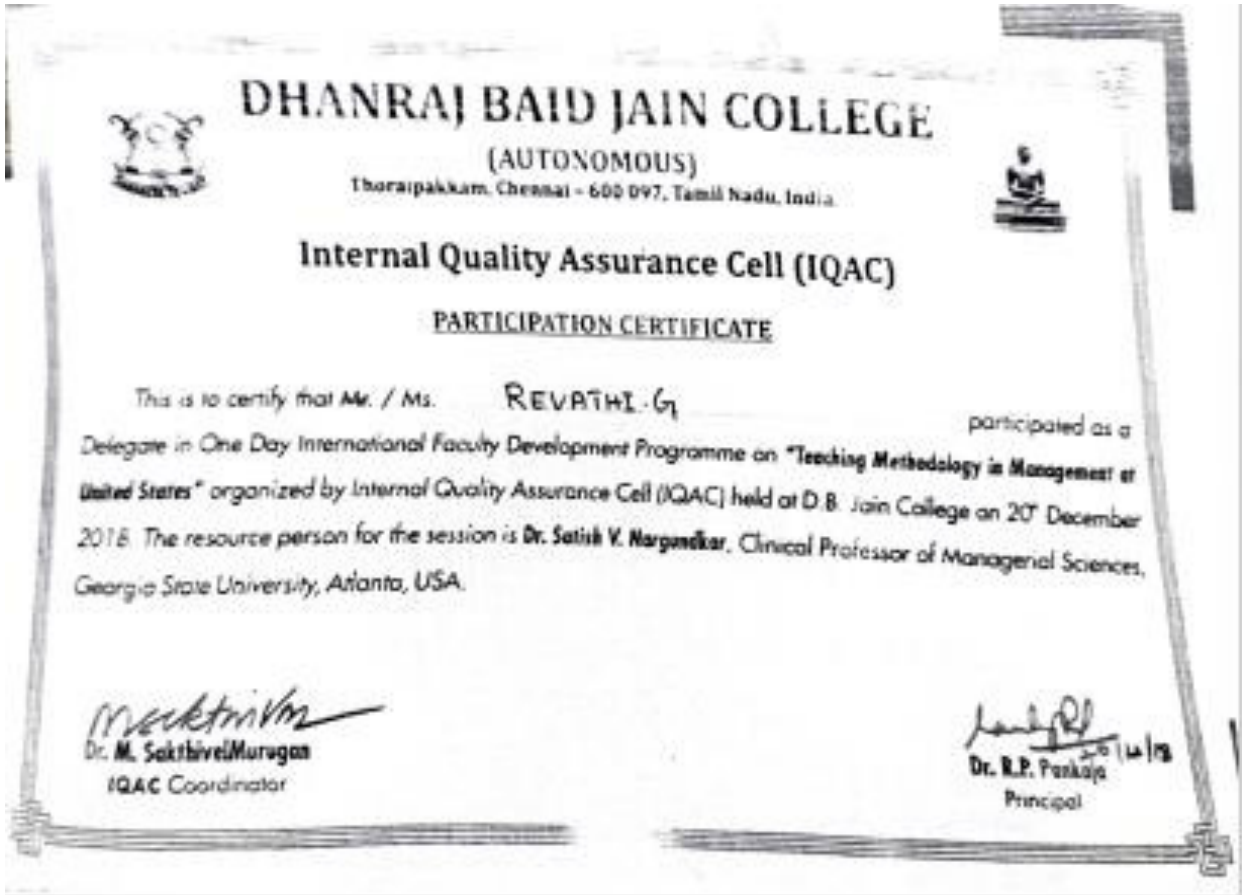 DHANRAJ BAID JAIN COLLEGE
(AUTONOMOUS)
Thoraipakkam, Chennai - 600 097, Tamil Nadu, India.
Internal Quality Assurance Cell (IQAC)
PARTICIPATION CERTIFICATE
This is to certify that Mr. / Ms. REVATHI.G participated as a
Delegate in One Day International Faculty Development Programme on "Teaching Methodology in Management at
United States" organized by Internal Quality Assurance Cell (IQAC) held at D.B. Jain College on 20th December
2018. The resource person for the session is Dr. Satish V. Nargundkar, Clinical Professor of Managerial Sciences,
Georgia State University, Atlanta, USA.
Dr. M. SakthivelMurugan
IQAC Coordinator
Dr. R.P. Pankaja
Principal